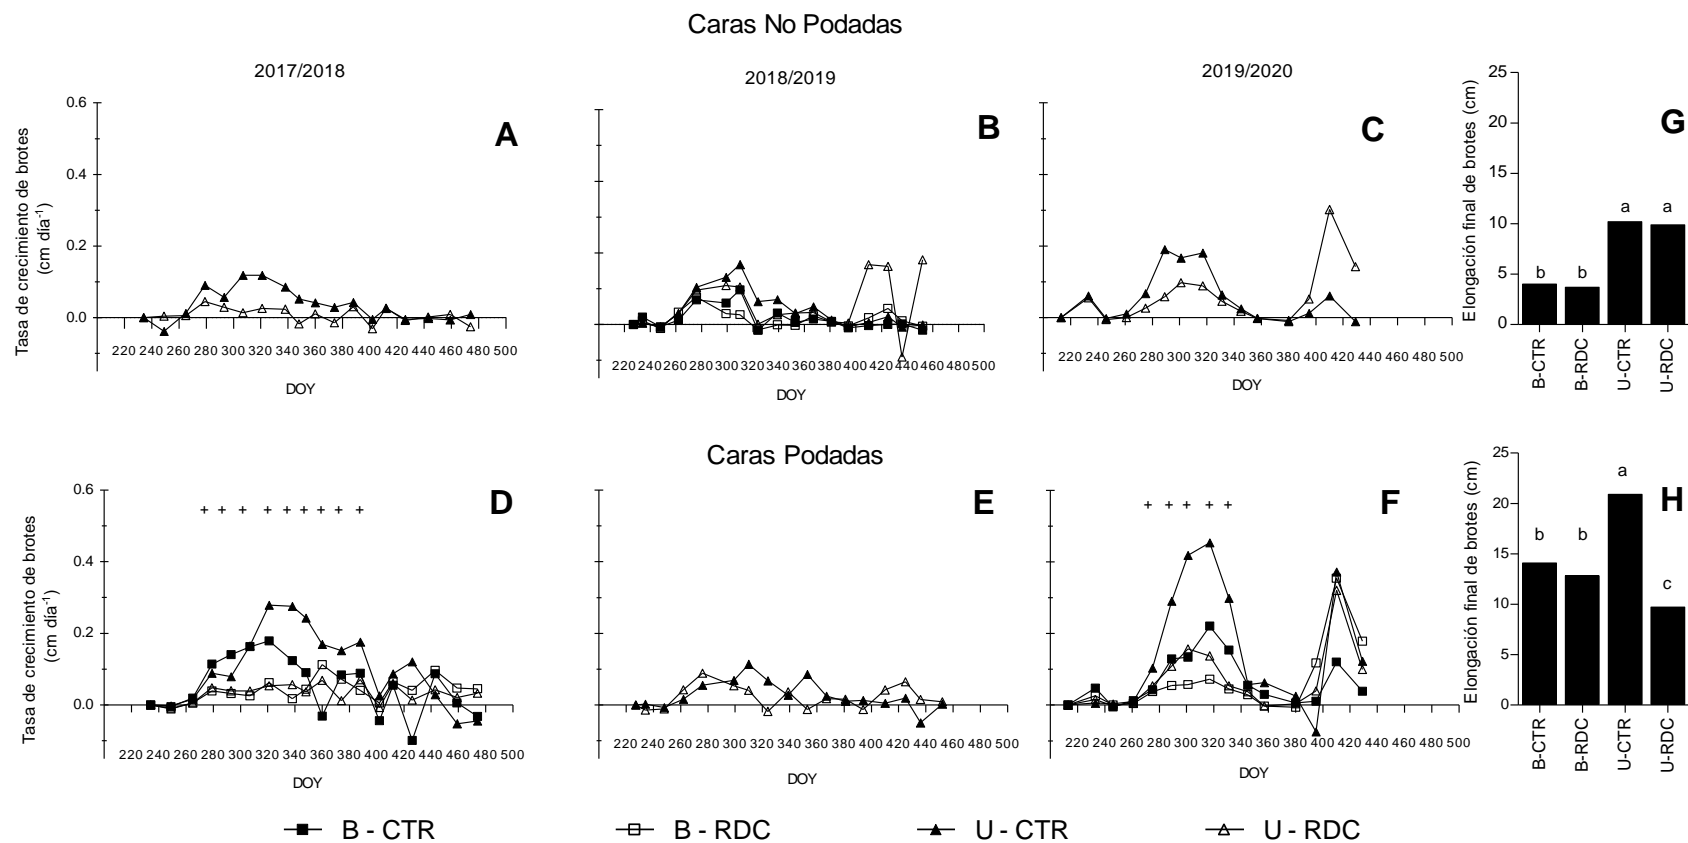 Caras No Podadas
2017/2018
2018/2019
2019/2020
A
B
C
G
Tasa de crecimiento de brotes
(cm día-1)
0.6
0.4
0.2
0.0
220 240 260 280 300 320 340 360 380 400 420 440 460 480 500
DOY
220 240 260 280 300 320 340 360 380 400 420 440 460 480 500
DOY
220 240 260 280 300 320 340 360 380 400 420 440 460 480 500
DOY
Elongación final de brotes (cm)
25
20
15
10
5
0
b b a a
B-CTR
B-RDC
U-CTR
U-RDC
Caras Podadas
D
E
F
H
Tasa de crecimiento de brotes
(cm día-1)
0.6
0.4
0.2
0.0
+ + + + + + + + +
220 240 260 280 300 320 340 360 380 400 420 440 460 480 500
DOY
220 240 260 280 300 320 340 360 380 400 420 440 460 480 500
DOY
+ + + + +
220 240 260 280 300 320 340 360 380 400 420 440 460 480 500
DOY
Elongación final de brotes (cm)
25
20
15
10
5
0
b b a c
B-CTR
B-RDC
U-CTR
U-RDC
B - CTR B - RDC U - CTR U - RDC